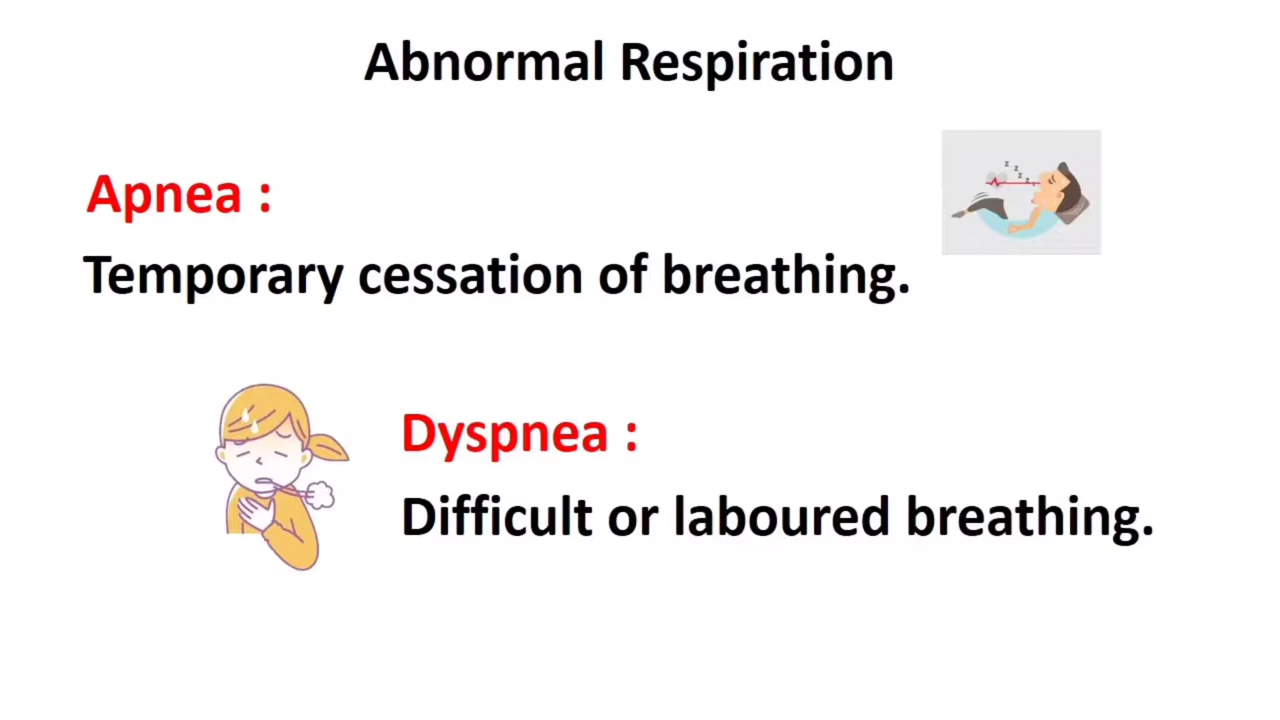 Abnormal Respiration
Apnea :
z z z z
Temporary cessation of breathing.
Dyspnea :
Difficult or laboured breathing.